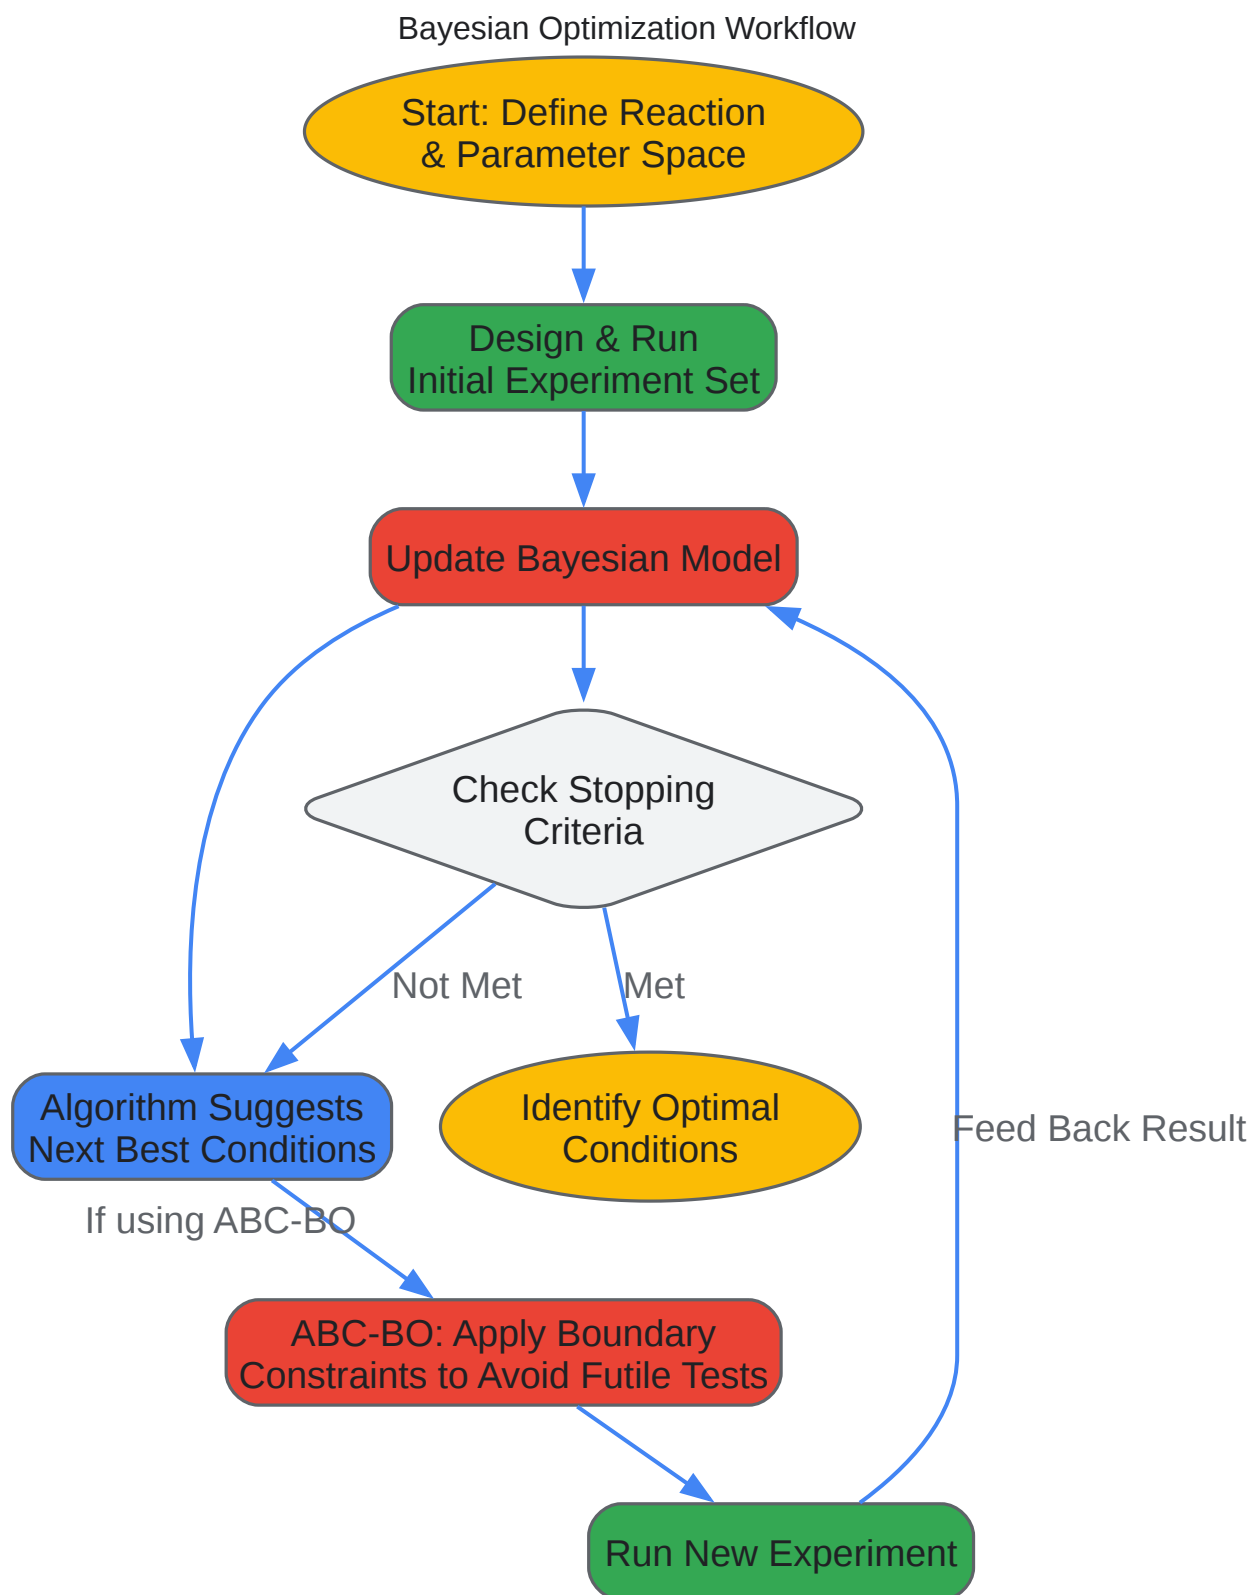 Bayesian Optimization Workflow
Start: Define Reaction
& Parameter Space
Design & Run
Initial Experiment Set
Update Bayesian Model
Check Stopping
Criteria
Not Met
Met
Algorithm Suggests
Next Best Conditions
Identify Optimal
Conditions
Feed Back Result
If using ABC-BO
ABC-BO: Apply Boundary
Constraints to Avoid Futile Tests
Run New Experiment